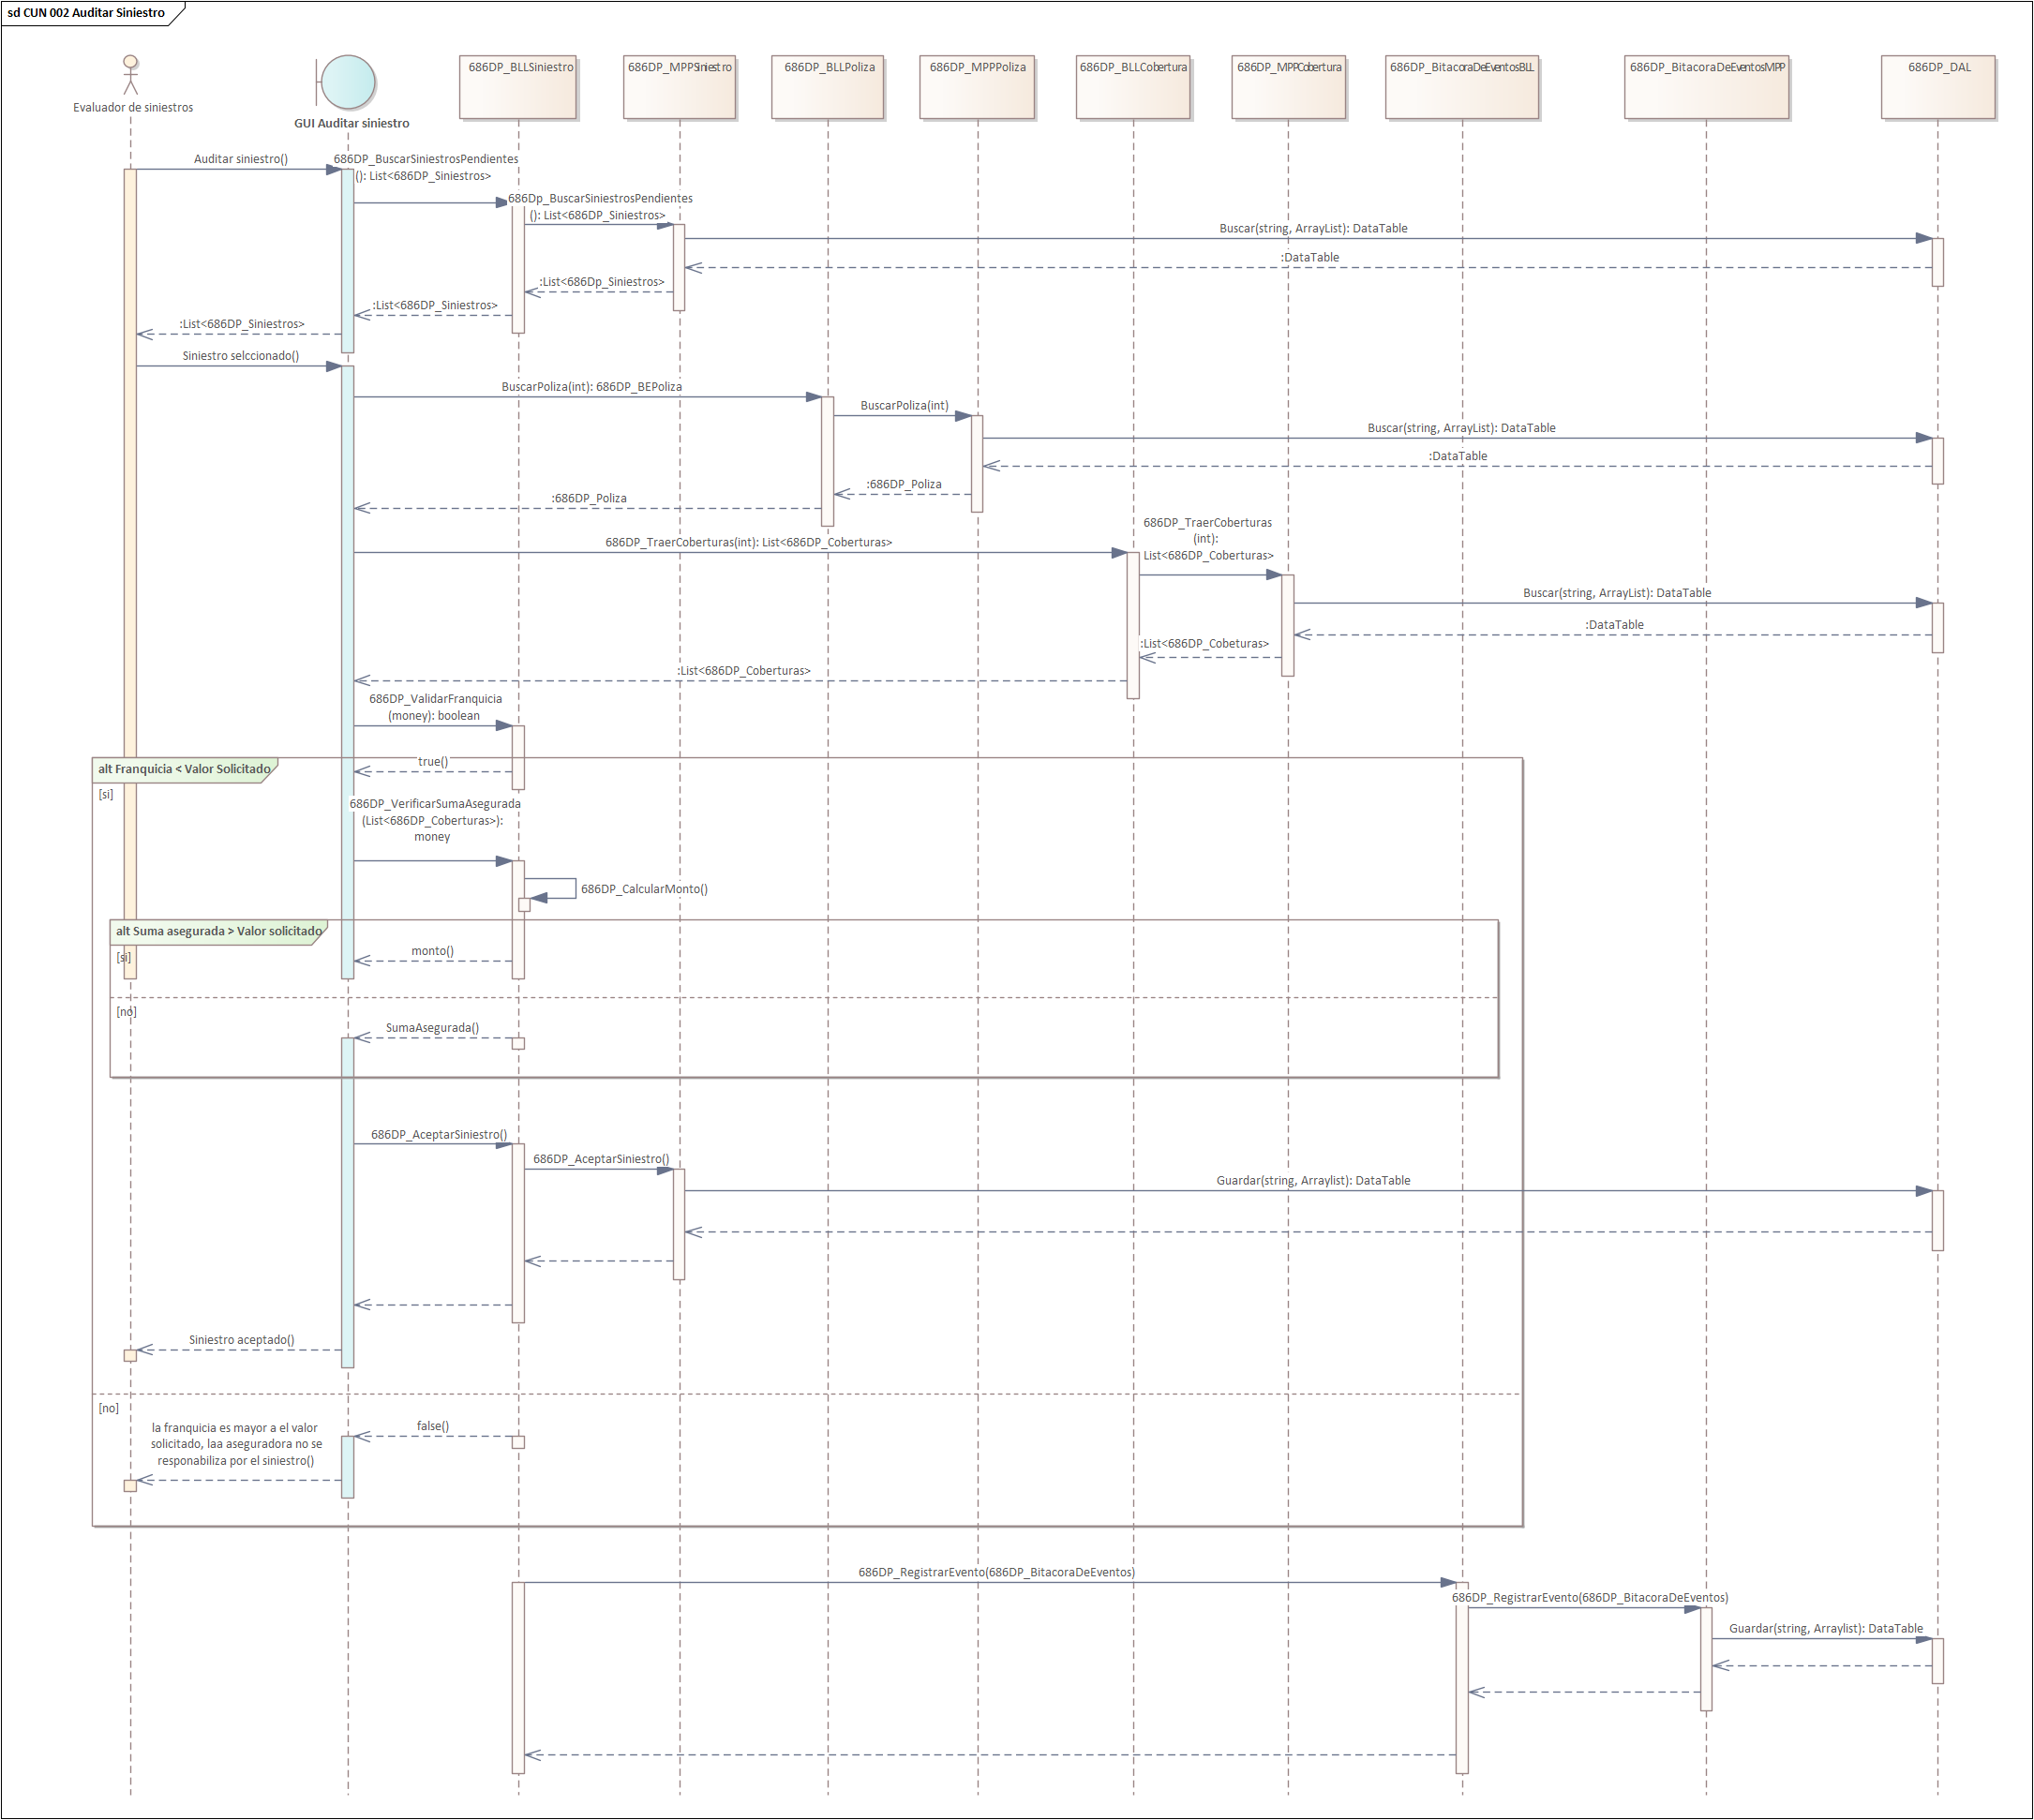 sd CUN 002 Auditar Siniestro
Evaluador de siniestros
GUI Auditar siniestro
686DP_BLLSiniestro
686DP_MPPSiniestro
686DP_BLLPoliza
686DP_MPPPoliza
686DP_BLLCobertura
686DP_MPPCobertura
686DP_BitacoraDeEventosBLL
686DP_BitacoraDeEventosMPP
686DP_DAL
Auditar siniestro()
686DP_BuscarSiniestrosPendientes
(): List<686DP_Siniestros>
686Dp_BuscarSiniestrosPendientes
(): List<686DP_Siniestros>
Buscar(string, ArrayList): DataTable
:DataTable
:List<686Dp_Siniestros>
:List<686DP_Siniestros>
:List<686DP_Siniestros>
Siniestro selccionado()
BuscarPoliza(int): 686DP_BEPoliza
BuscarPoliza(int)
Buscar(string, ArrayList): DataTable
:DataTable
:686DP_Poliza
:686DP_Poliza
686DP_TraerCoberturas(int): List<686DP_Coberturas>
686DP_TraerCoberturas
(int):
List<686DP_Coberturas>
Buscar(string, ArrayList): DataTable
:DataTable
:List<686DP_Cobeturas>
:List<686DP_Coberturas>
686DP_ValidarFranquicia
(money): boolean
alt Franquicia < Valor Solicitado
[si]
true()
686DP_VerificarSumaAsegurada
(List<686DP_Coberturas>):
money
686DP_CalcularMonto()
alt Suma asegurada > Valor solicitado
[si]
monto()
[no]
SumaAsegurada()
686DP_AceptarSiniestro()
686DP_AceptarSiniestro()
Guardar(string, Arraylist): DataTable
Siniestro aceptado()
[no]
false()
la franquicia es mayor a el valor
solicitado, laa aseguradora no se
responabiliza por el siniestro()
686DP_RegistrarEvento(686DP_BitacoraDeEventos)
686DP_RegistrarEvento(686DP_BitacoraDeEventos)
Guardar(string, Arraylist): DataTable